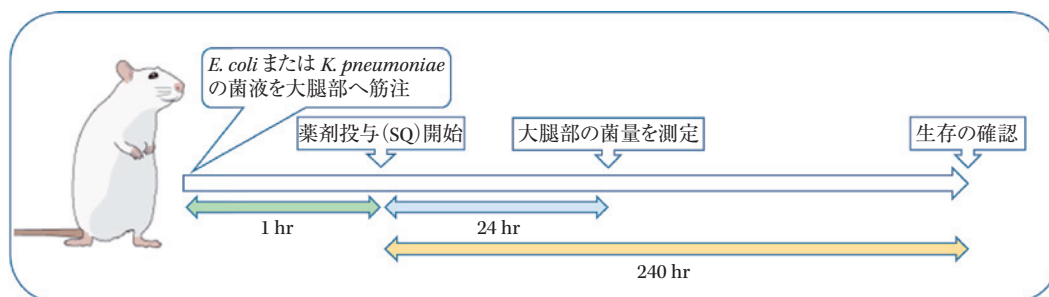 E. coli または K. pneumoniae
の菌液を大腿部へ筋注
薬剤投与(SQ)開始
大腿部の菌量を測定
生存の確認
1 hr
24 hr
240 hr